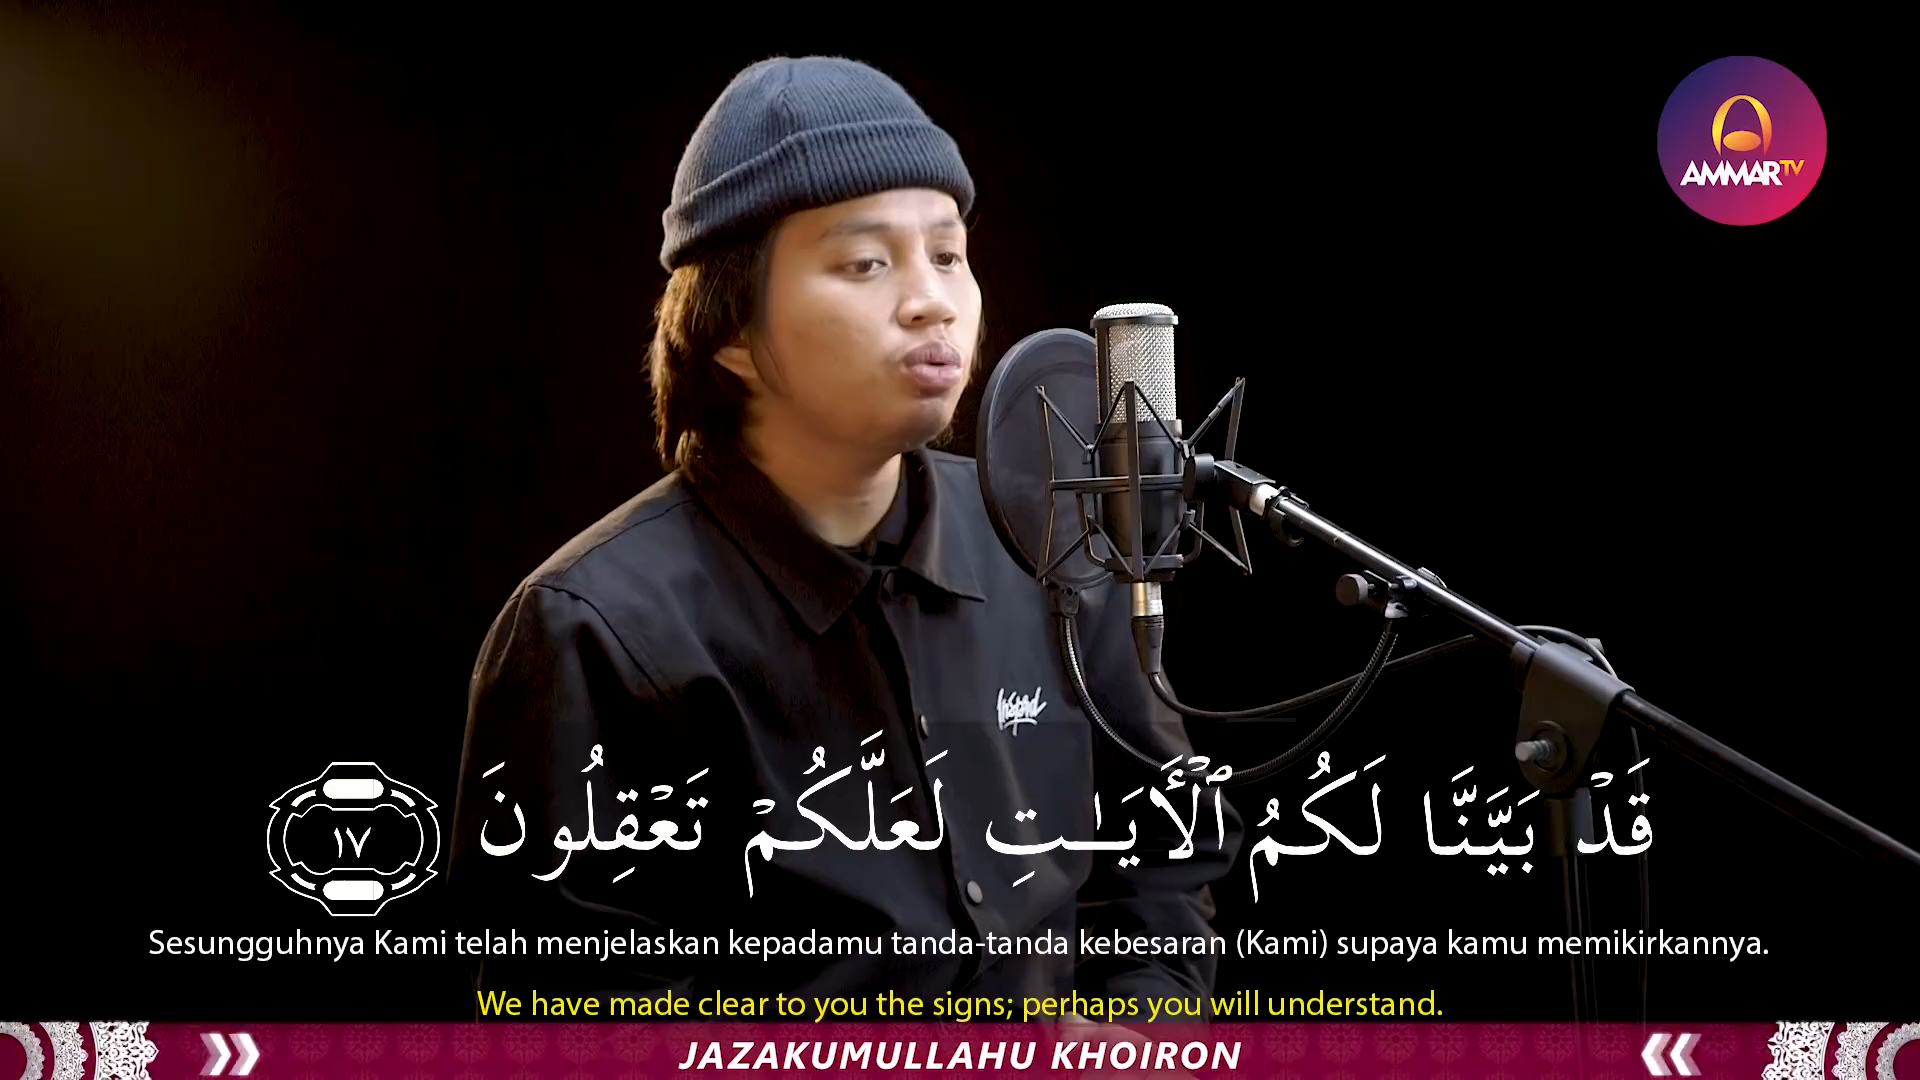 AMMARTV
Inspired
قَدْ بَيَّنَّا لَكُمُ ٱلْأَيَـٰتِ لَعَلَّكُمْ تَعْقِلُونَ ١٧
Sesungguhnya Kami telah menjelaskan kepadamu tanda-tanda kebesaran (Kami) supaya kamu memikirkannya.
We have made clear to you the signs; perhaps you will understand.
JAZAKUMULLAHU KHOIRON